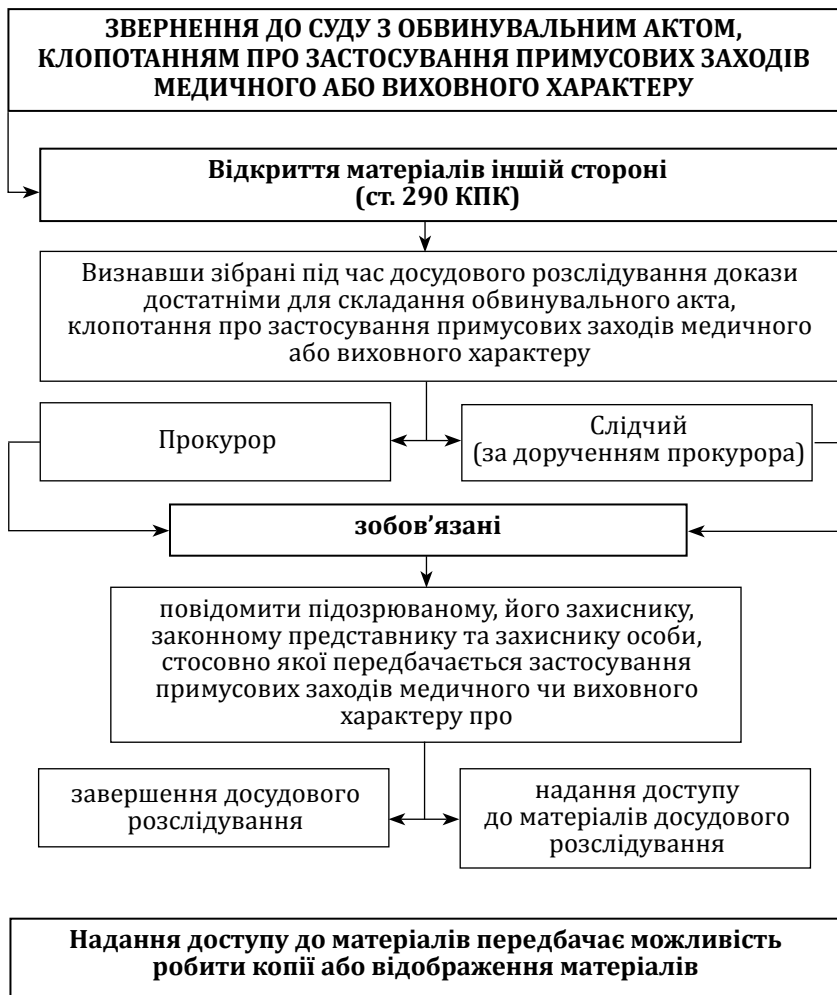 ЗВЕРНЕННЯ ДО СУДУ З ОБВИНУВАЛЬНИМ АКТОМ,
КЛОПОТАННЯМ ПРО ЗАСТОСУВАННЯ ПРИМУСОВИХ ЗАХОДІВ
МЕДИЧНОГО АБО ВИХОВНОГО ХАРАКТЕРУ
Відкриття матеріалів іншій стороні
(ст. 290 КПК)
Визнавши зібрані під час досудового розслідування докази
достатніми для складання обвинувального акта,
клопотання про застосування примусових заходів медичного
або виховного характеру
Прокурор
Слідчий
(за дорученням прокурора)
зобов’язані
повідомити підозрюваному, його захиснику,
законному представнику та захиснику особи,
стосовно якої передбачається застосування
примусових заходів медичного чи виховного
характеру про
завершення досудового
розслідування
надання доступу
до матеріалів досудового
розслідування
Надання доступу до матеріалів передбачає можливість
робити копії або відображення матеріалів